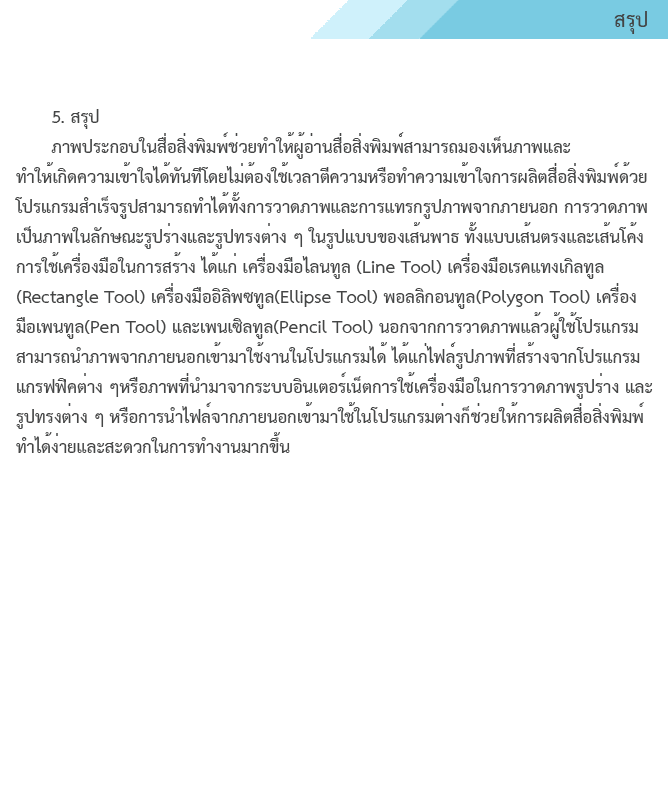 สรุป
5. สรุป
ภาพประกอบในสื่อสิ่งพิมพ์ช่วยทำให้ผู้อ่านสื่อสิ่งพิมพ์สามารถมองเห็นภาพและ
ทำให้เกิดความเข้าใจได้ทันทีโดยไม่ต้องใช้เวลาตีความหรือทำความเข้าใจการผลิตสื่อสิ่งพิมพ์ด้วย
โปรแกรมสำเร็จรูปสามารถทำได้ทั้งการวาดภาพและการแทรกรูปภาพจากภายนอก การวาดภาพ
เป็นภาพในลักษณะรูปร่างและรูปทรงต่าง ๆ ในรูปแบบของเส้นพาธ ทั้งแบบเส้นตรงและเส้นโค้ง
การใช้เครื่องมือในการสร้าง ได้แก่ เครื่องมือไลนทูล (Line Tool) เครื่องมือเรคแทงเกิลทูล
(Rectangle Tool) เครื่องมืออิลิพซทูล(Ellipse Tool) พอลลิกอนทูล(Polygon Tool) เครื่อง
มือเพนทูล(Pen Tool) และเพนเซิลทูล(Pencil Tool) นอกจากการวาดภาพแล้วผู้ใช้โปรแกรม
สามารถนำภาพจากภายนอกเข้ามาใช้งานในโปรแกรมได้ ได้แก่ไฟล์รูปภาพที่สร้างจากโปรแกรม
แกรฟฟิคต่าง ๆหรือภาพที่นำมาจากระบบอินเตอร์เน็ตการใช้เครื่องมือในการวาดภาพรูปร่าง และ
รูปทรงต่าง ๆ หรือการนำไฟล์จากภายนอกเข้ามาใช้ในโปรแกรมต่างก็ช่วยให้การผลิตสื่อสิ่งพิมพ์
ทำได้ง่ายและสะดวกในการทำงานมากขึ้น